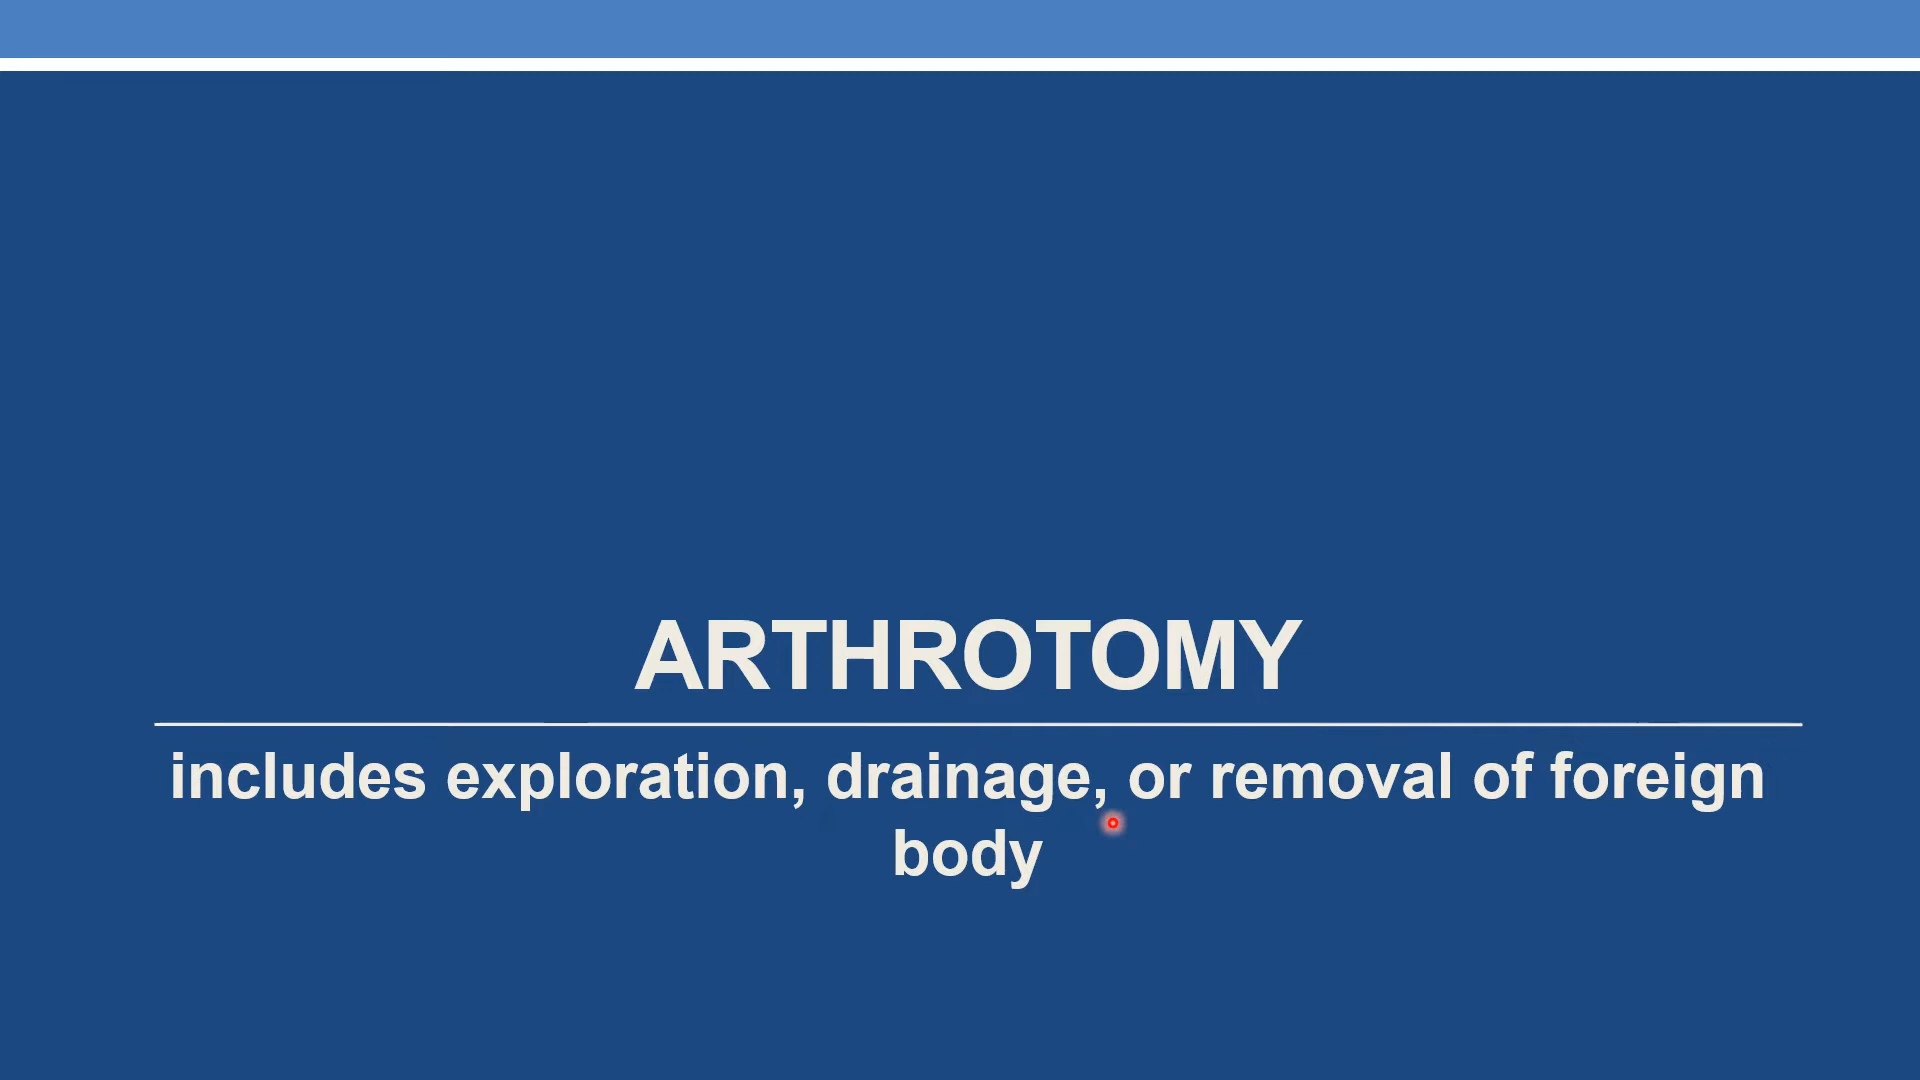 ARTHROTOMY
includes exploration, drainage, or removal of foreign
body